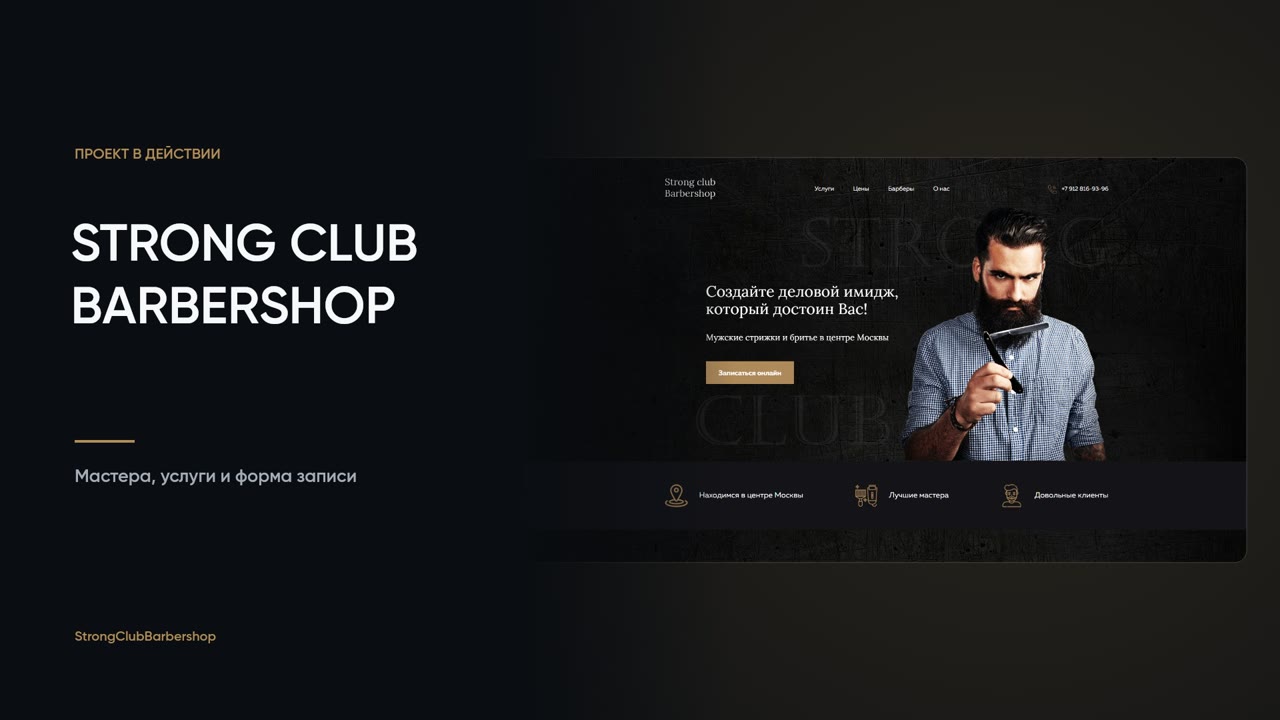 ПРОЕКТ В ДЕЙСТВИИ
STRONG CLUB
BARBERSHOP
Мастера, услуги и форма записи
StrongClubBarbershop
Strong club
Barbershop
Услуги Цены Барберы О нас
+7 912 816-93-96
STRONG
Создайте деловой имидж,
который достоин Вас!
Мужские стрижки и бритье в центре Москвы
Записаться онлайн
CLUB
Находимся в центре Москвы
Лучшие мастера
Довольные клиенты